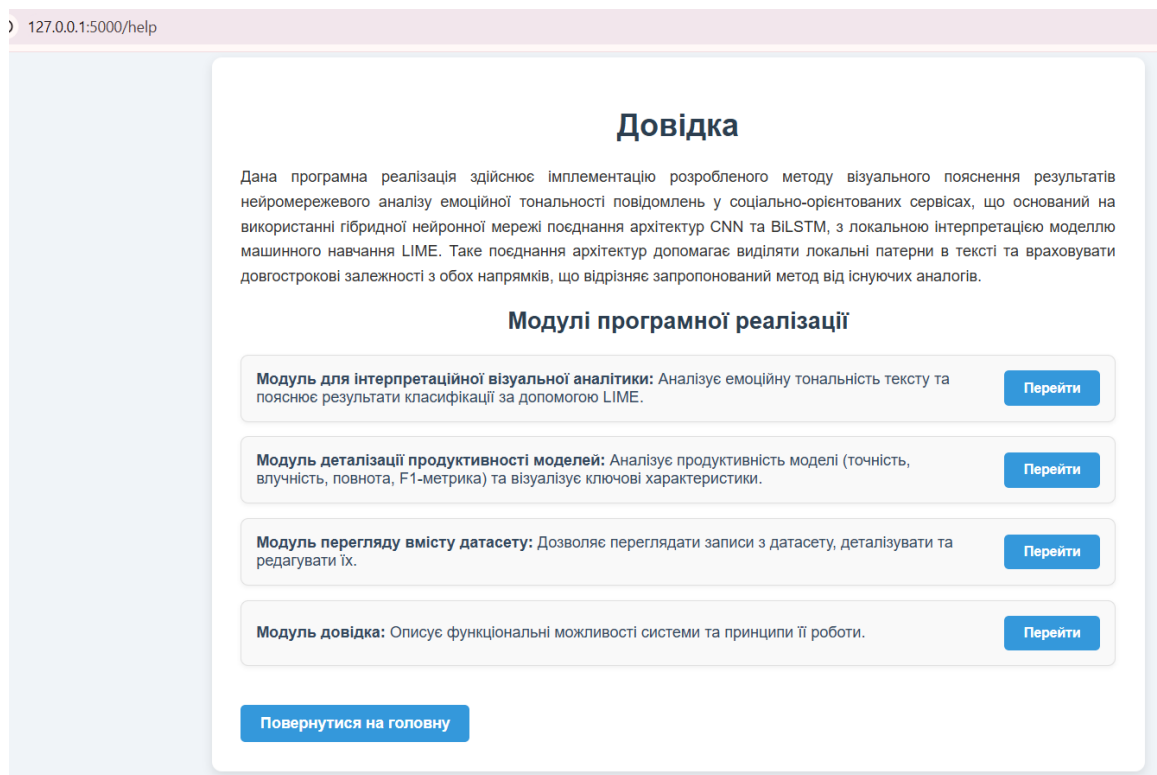 127.0.0.1:5000/help
Довідка
Дана програмна реалізація здійснює імплементацію розробленого методу візуального пояснення результатів
нейромережевого аналізу емоційної тональності повідомлень у соціально-орієнтованих сервісах, що оснований на
використанні гібридної нейронної мережі поєднання архітектур CNN та BiLSTM, з локальною інтерпретацією моделлю
машинного навчання LIME. Таке поєднання архітектур допомагає виділяти локальні патерни в тексті та враховувати
довгострокові залежності з обох напрямків, що відрізняє запропонований метод від існуючих аналогів.
Модулі програмної реалізації
Модуль для інтерпретаційної візуальної аналітики: Аналізує емоційну тональність тексту та
пояснює результати класифікації за допомогою LIME.
Перейти
Модуль деталізації продуктивності моделей: Аналізує продуктивність моделі (точність,
влучність, повнота, F1-метрика) та візуалізує ключові характеристики.
Перейти
Модуль перегляду вмісту датасету: Дозволяє переглядати записи з датасету, деталізувати та
редагувати їх.
Перейти
Модуль довідка: Описує функціональні можливості системи та принципи її роботи.
Перейти
Повернутися на головну